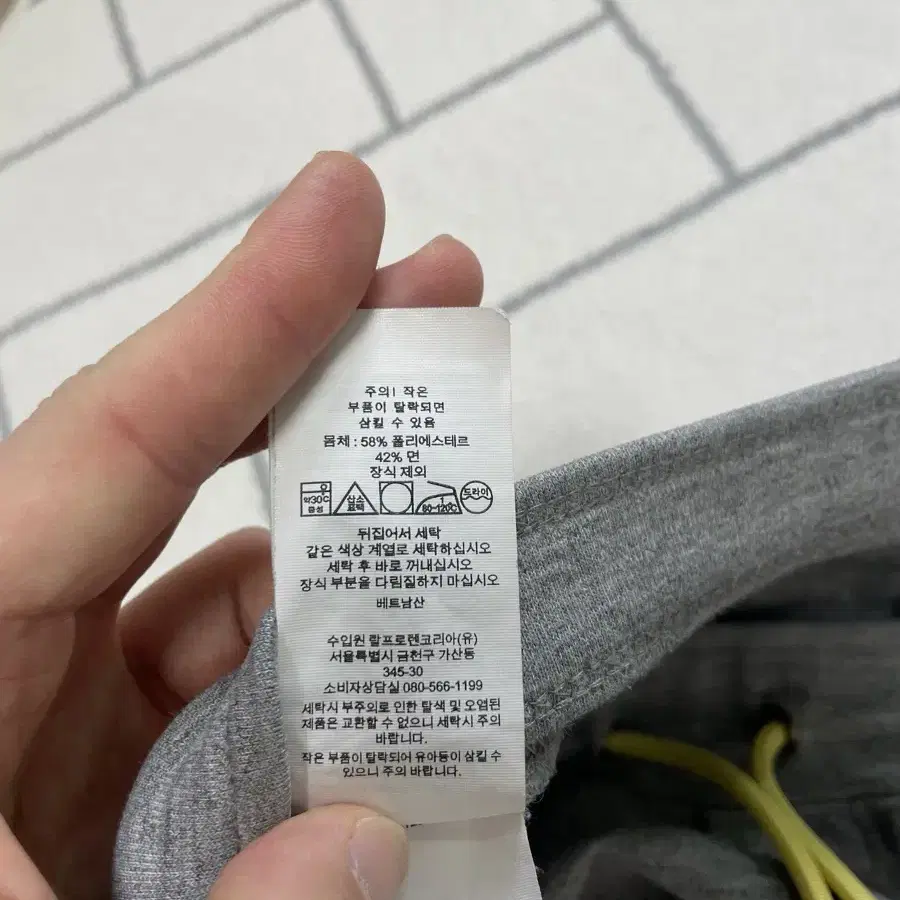 주의! 작은
부품이 탈락되면
삼킬 수 있음
몸체 : 58% 폴리에스테르
42% 면
장식 제외
약30℃ 중성 산소 표백 80~120℃ 드라이
뒤집어서 세탁
같은 색상 계열로 세탁하십시오
세탁 후 바로 꺼내십시오
장식 부분을 다림질하지 마십시오
베트남산
수입원 랄프로렌코리아(유)
서울특별시 금천구 가산동
345-30
소비자상담실 080-566-1199
세탁시 부주의로 인한 탈색 및 오염된
제품은 교환할 수 없으니 세탁시 주의
바랍니다.
작은 부품이 탈락되어 유아등이 삼킬 수
있으니 주의 바랍니다.